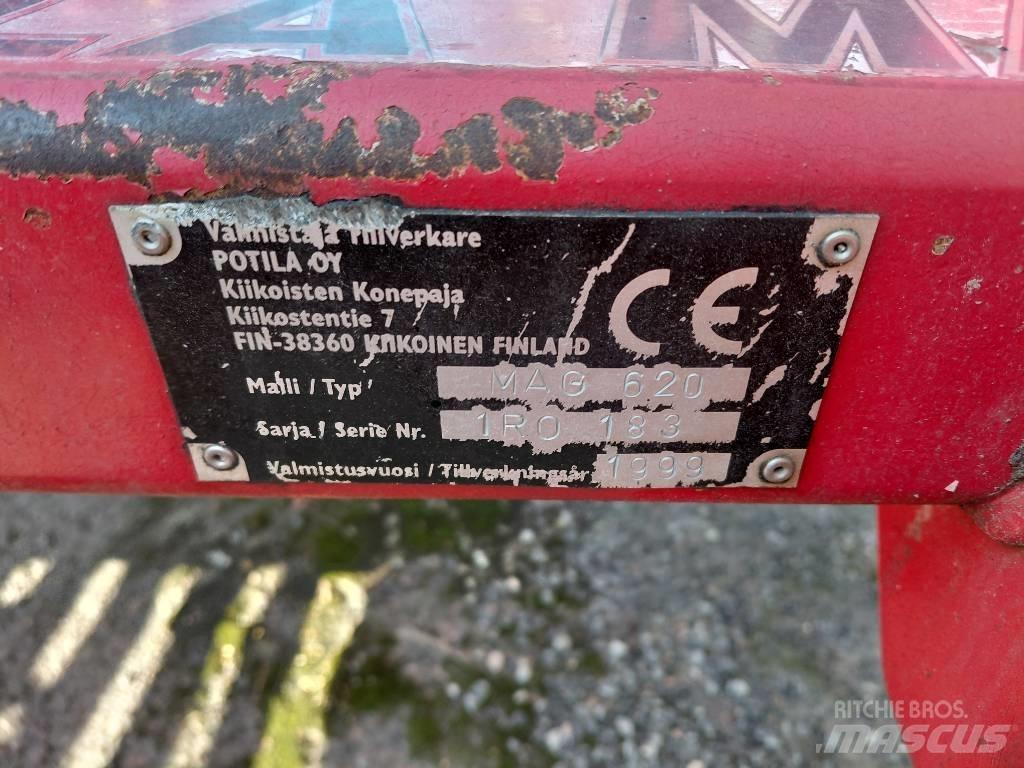 Valmistaja Tillverkare
POTILA OY
Kiikoisten Konepaja
Kiikostentie 7
FIN-38360 KIIKOINEN FINLAND
CE
Malli / Typ
MAG 620
Sarja / Serie Nr.
1RO 183
Valmistusvuosi / Tillverkningsår
1999
RITCHIE BROS.
MASCUS